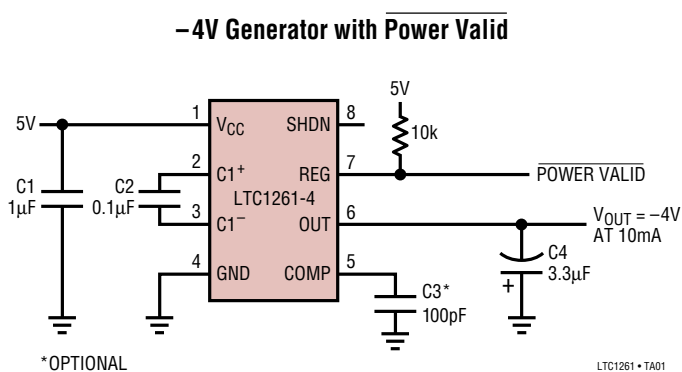 –4V Generator with Power Valid
5V
1
VCC
SHDN
8
5V
10k
2
C1+
REG
7
POWER VALID
C1
1µF
C2
0.1µF
LTC1261-4
3
C1–
OUT
6
VOUT = –4V
AT 10mA
4
GND
COMP
5
C4
3.3µF
+
C3*
100pF
*OPTIONAL
LTC1261 • TA01